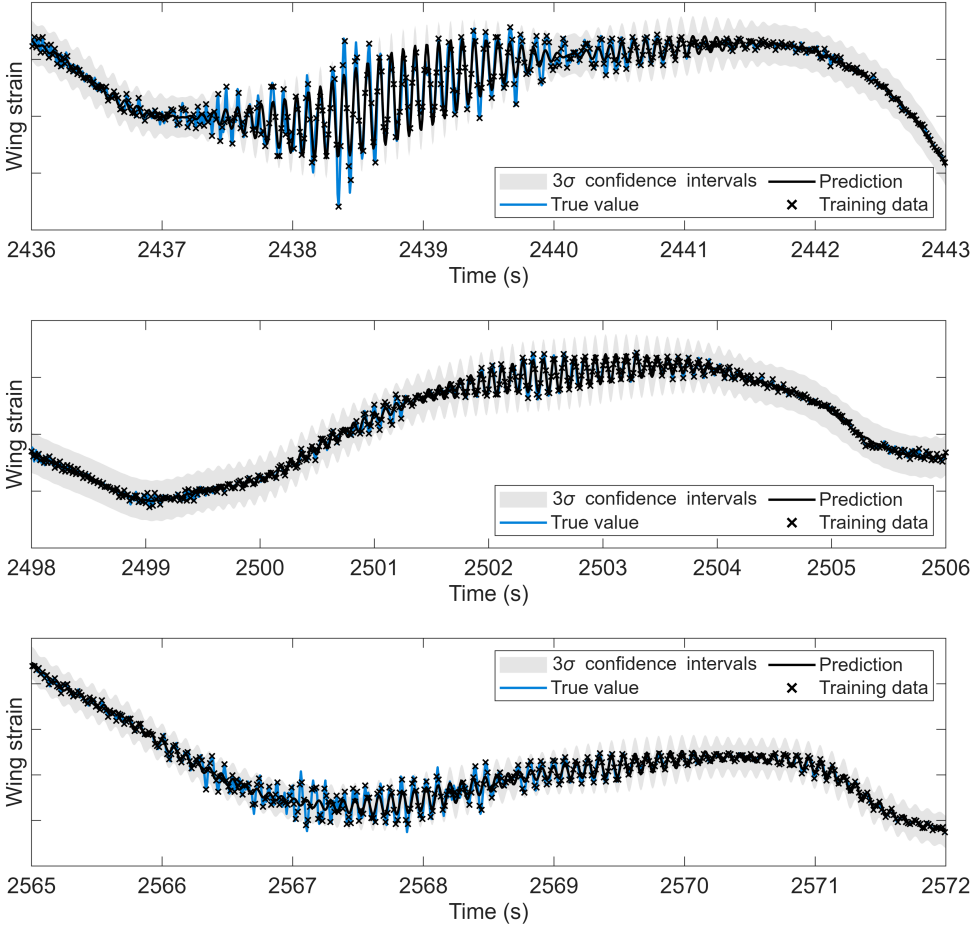 Wing strain
3σ confidence intervals
Prediction
True value
Training data
2436 2437 2438 2439 2440 2441 2442 2443
Time (s)
Wing strain
3σ confidence intervals
Prediction
True value
Training data
2498 2499 2500 2501 2502 2503 2504 2505 2506
Time (s)
Wing strain
3σ confidence intervals
Prediction
True value
Training data
2565 2566 2567 2568 2569 2570 2571 2572
Time (s)